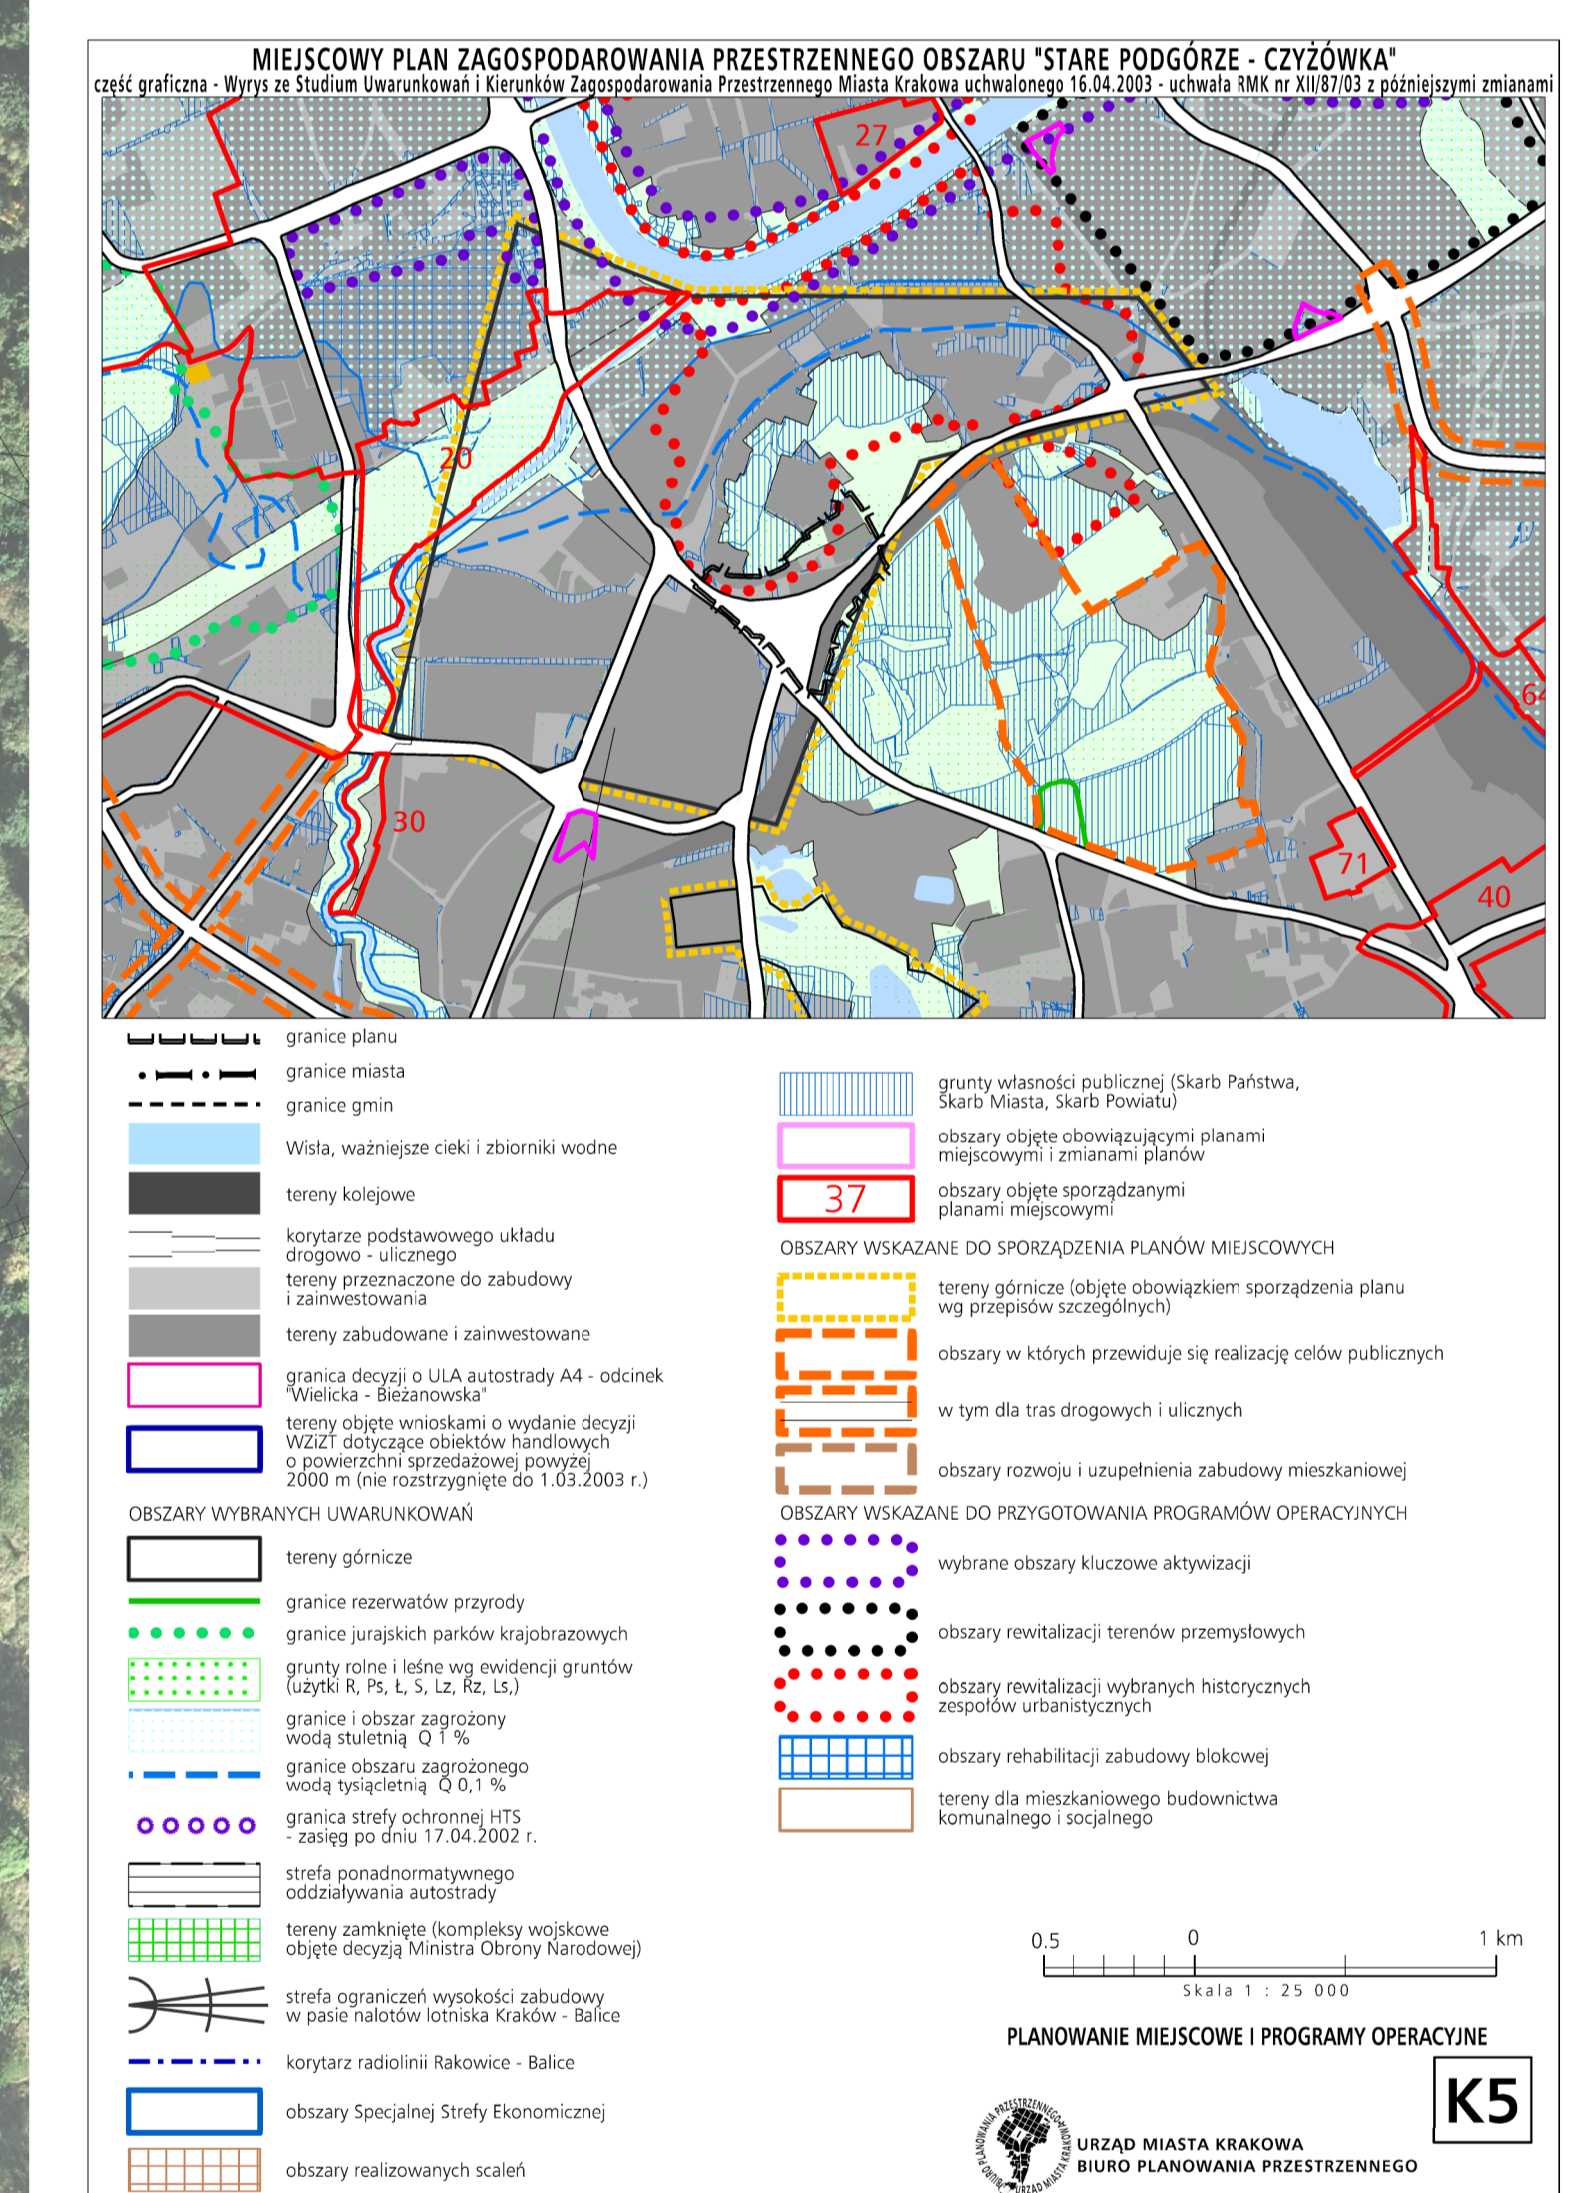 MIEJSCOWY PLAN ZAGOSPODAROWANIA PRZESTRZENNEGO OBSZARU "STARE PODGÓRZE - CZYŻÓWKA"
część graficzna - Wyrys ze Studium Uwarunkowań i Kierunków Zagospodarowania Przestrzennego Miasta Krakowa uchwalonego 16.04.2003 - uchwała RMK nr XII/87/03 z późniejszymi zmianami
27
20
64
30
71
40
granice planu
granice miasta
granice gmin
Wisła, ważniejsze cieki i zbiorniki wodne
tereny kolejowe
korytarze podstawowego układu
drogowo - ulicznego
tereny przeznaczone do zabudowy
i zainwestowania
tereny zabudowane i zainwestowane
granica decyzji o ULA autostrady A4 - odcinek
"Wielicka - Bieżanowska"
tereny objęte wnioskami o wydanie decyzji
WZiZT dotyczące obiektów handlowych
o powierzchni sprzedażowej powyżej
2000 m (nie rozstrzygnięte do 1.03.2003 r.)
OBSZARY WYBRANYCH UWARUNKOWAŃ
tereny górnicze
granice rezerwatów przyrody
granice jurajskich parków krajobrazowych
grunty rolne i leśne wg ewidencji gruntów
(użytki R, Ps, Ł, S, Lz, Rz, Ls,)
granice i obszar zagrożony
wodą stuletnią Q 1 %
granice obszaru zagrożonego
wodą tysiącletnią Q 0,1 %
granica strefy ochronnej HTS
- zasięg po dniu 17.04.2002 r.
strefa ponadnormatywnego
oddziaływania autostrady
tereny zamknięte (kompleksy wojskowe
objęte decyzją Ministra Obrony Narodowej)
strefa ograniczeń wysokości zabudowy
w pasie nalotów lotniska Kraków - Balice
korytarz radiolinii Rakowice - Balice
obszary Specjalnej Strefy Ekonomicznej
obszary realizowanych scaleń
grunty własności publicznej (Skarb Państwa,
Skarb Miasta, Skarb Powiatu)
obszary objęte obowiązującymi planami
miejscowymi i zmianami planów
37
obszary objęte sporządzanymi
planami miejscowymi
OBSZARY WSKAZANE DO SPORZĄDZENIA PLANÓW MIEJSCOWYCH
tereny górnicze (objęte obowiązkiem sporządzenia planu
wg przepisów szczególnych)
obszary w których przewiduje się realizację celów publicznych
w tym dla tras drogowych i ulicznych
obszary rozwoju i uzupełnienia zabudowy mieszkaniowej
OBSZARY WSKAZANE DO PRZYGOTOWANIA PROGRAMÓW OPERACYJNYCH
wybrane obszary kluczowe aktywizacji
obszary rewitalizacji terenów przemysłowych
obszary rewitalizacji wybranych historycznych
zespołów urbanistycznych
obszary rehabilitacji zabudowy blokowej
tereny dla mieszkaniowego budownictwa
komunalnego i socjalnego
0.5 0 1 km
Skala 1 : 25 000
PLANOWANIE MIEJSCOWE I PROGRAMY OPERACYJNE
K5
BIURO PLANOWANIA PRZESTRZENNEGO
URZĄD MIASTA KRAKOWA
URZĄD MIASTA KRAKOWA
BIURO PLANOWANIA PRZESTRZENNEGO